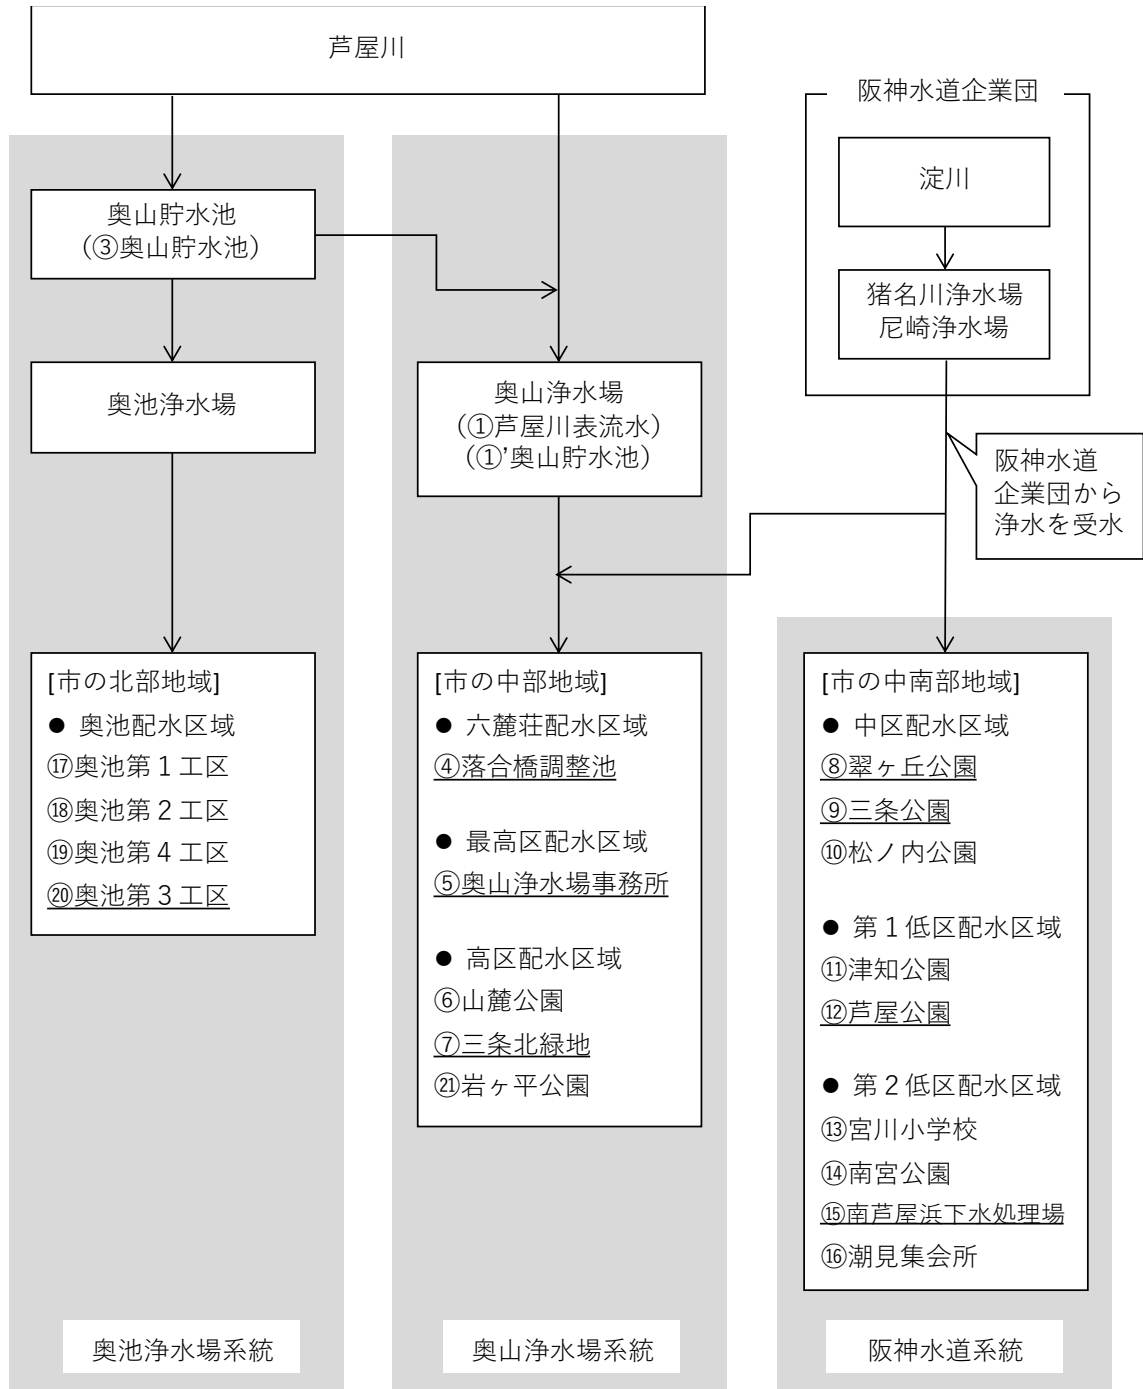 芦屋川
阪神水道企業団
淀川
奥山貯水池
（③奥山貯水池）
猪名川浄水場
尼崎浄水場
奥池浄水場
奥山浄水場
（①芦屋川表流水）
（①’奥山貯水池）
阪神水道
企業団から
浄水を受水
[市の北部地域]
● 奥池配水区域
⑰奥池第１工区
⑱奥池第２工区
⑲奥池第４工区
⑳奥池第３工区
[市の中部地域]
● 六麓荘配水区域
④落合橋調整池
● 最高区配水区域
⑤奥山浄水場事務所
● 高区配水区域
⑥山麓公園
⑦三条北緑地
㉑岩ヶ平公園
[市の中南部地域]
● 中区配水区域
⑧翠ヶ丘公園
⑨三条公園
⑩松ノ内公園
● 第１低区配水区域
⑪津知公園
⑫芦屋公園
● 第２低区配水区域
⑬宮川小学校
⑭南宮公園
⑮南芦屋浜下水処理場
⑯潮見集会所
奥池浄水場系統
奥山浄水場系統
阪神水道系統